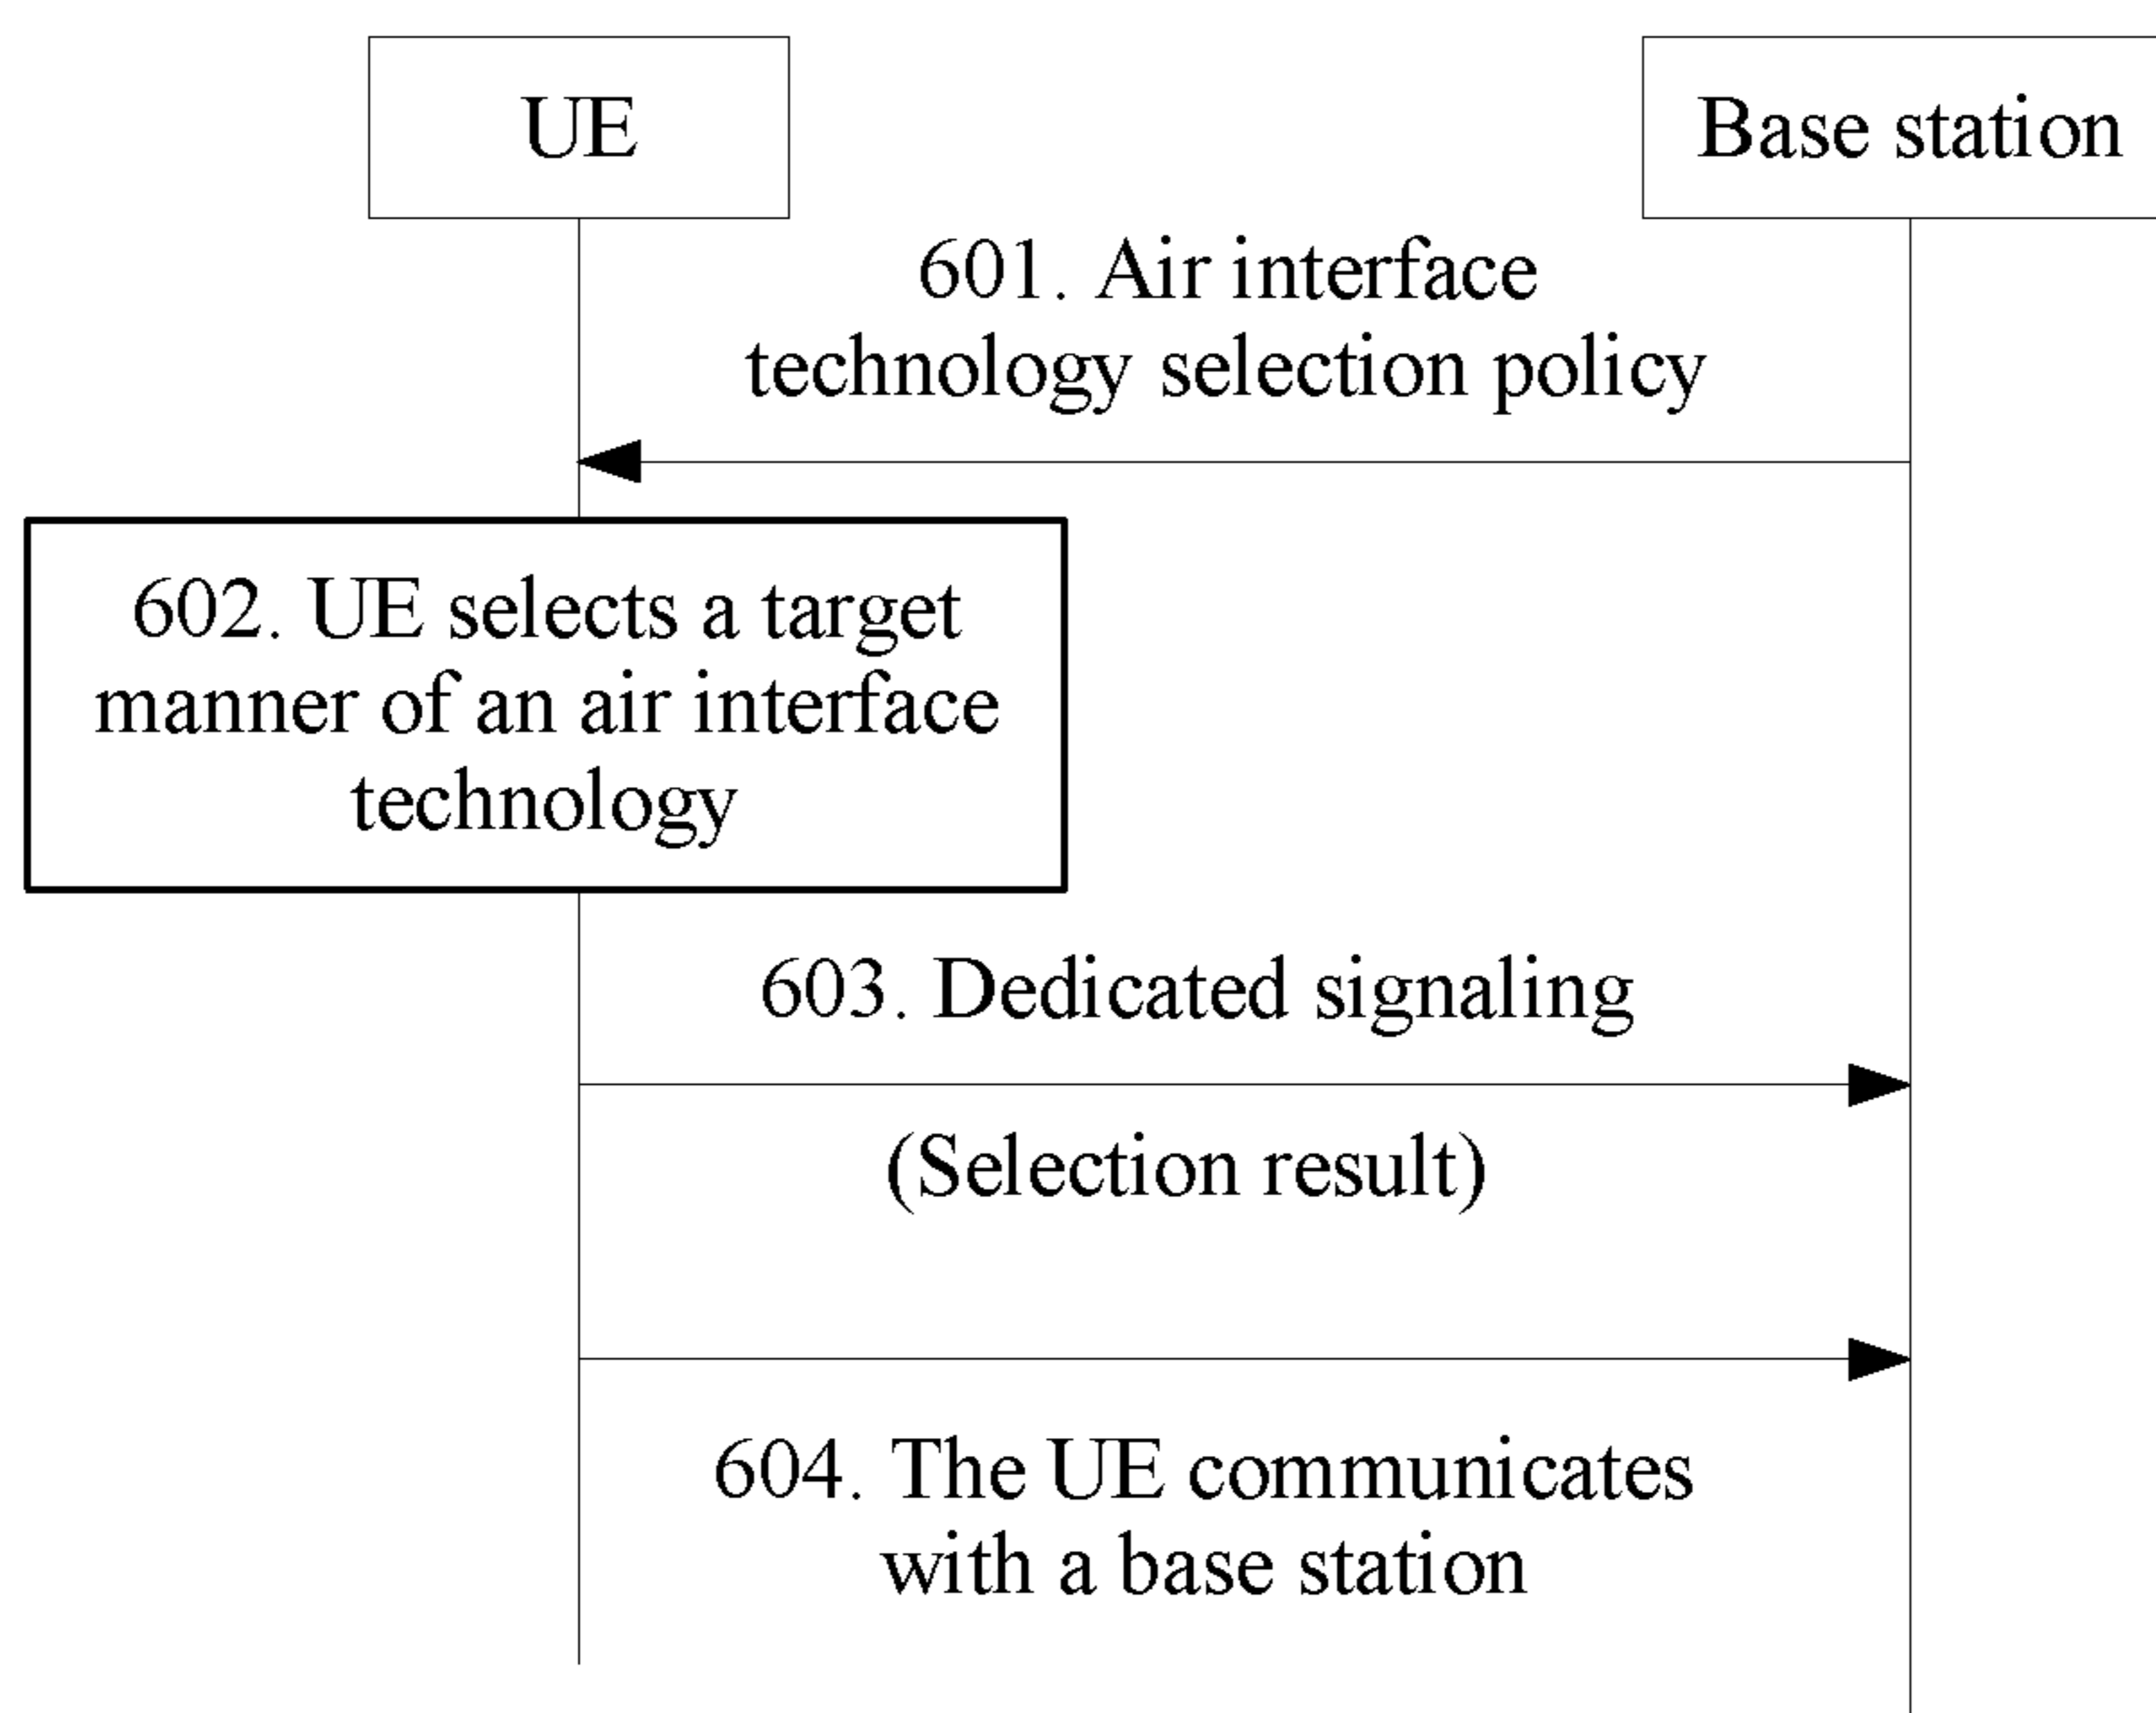 UE
Base station
601. Air interface
technology selection policy
602. UE selects a target
manner of an air interface
technology
603. Dedicated signaling
(Selection result)
604. The UE communicates
with a base station